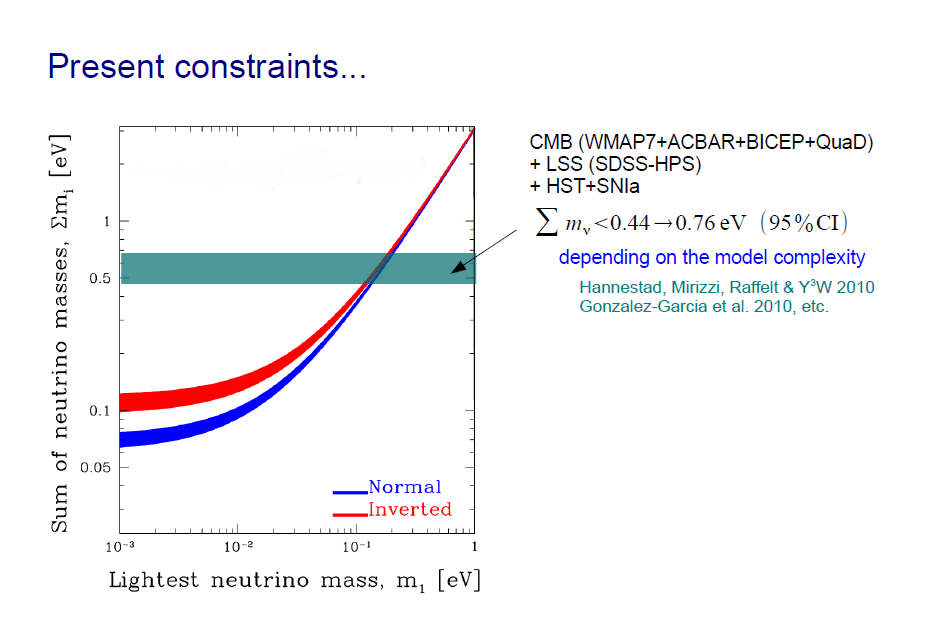 Present constraints...
CMB (WMAP7+ACBAR+BICEP+QuaD)
+ LSS (SDSS-HPS)
+ HST+SNIa
∑ mᵥ<0.44→0.76 eV (95%CI)
depending on the model complexity
Hannestad, Mirizzi, Raffelt & Y³W 2010
Gonzalez-Garcia et al. 2010, etc.
Sum of neutrino masses, Σmᵢ [eV]
1
0.5
0.1
0.05
Normal
Inverted
10⁻³ 10⁻² 10⁻¹ 1
Lightest neutrino mass, m₁ [eV]